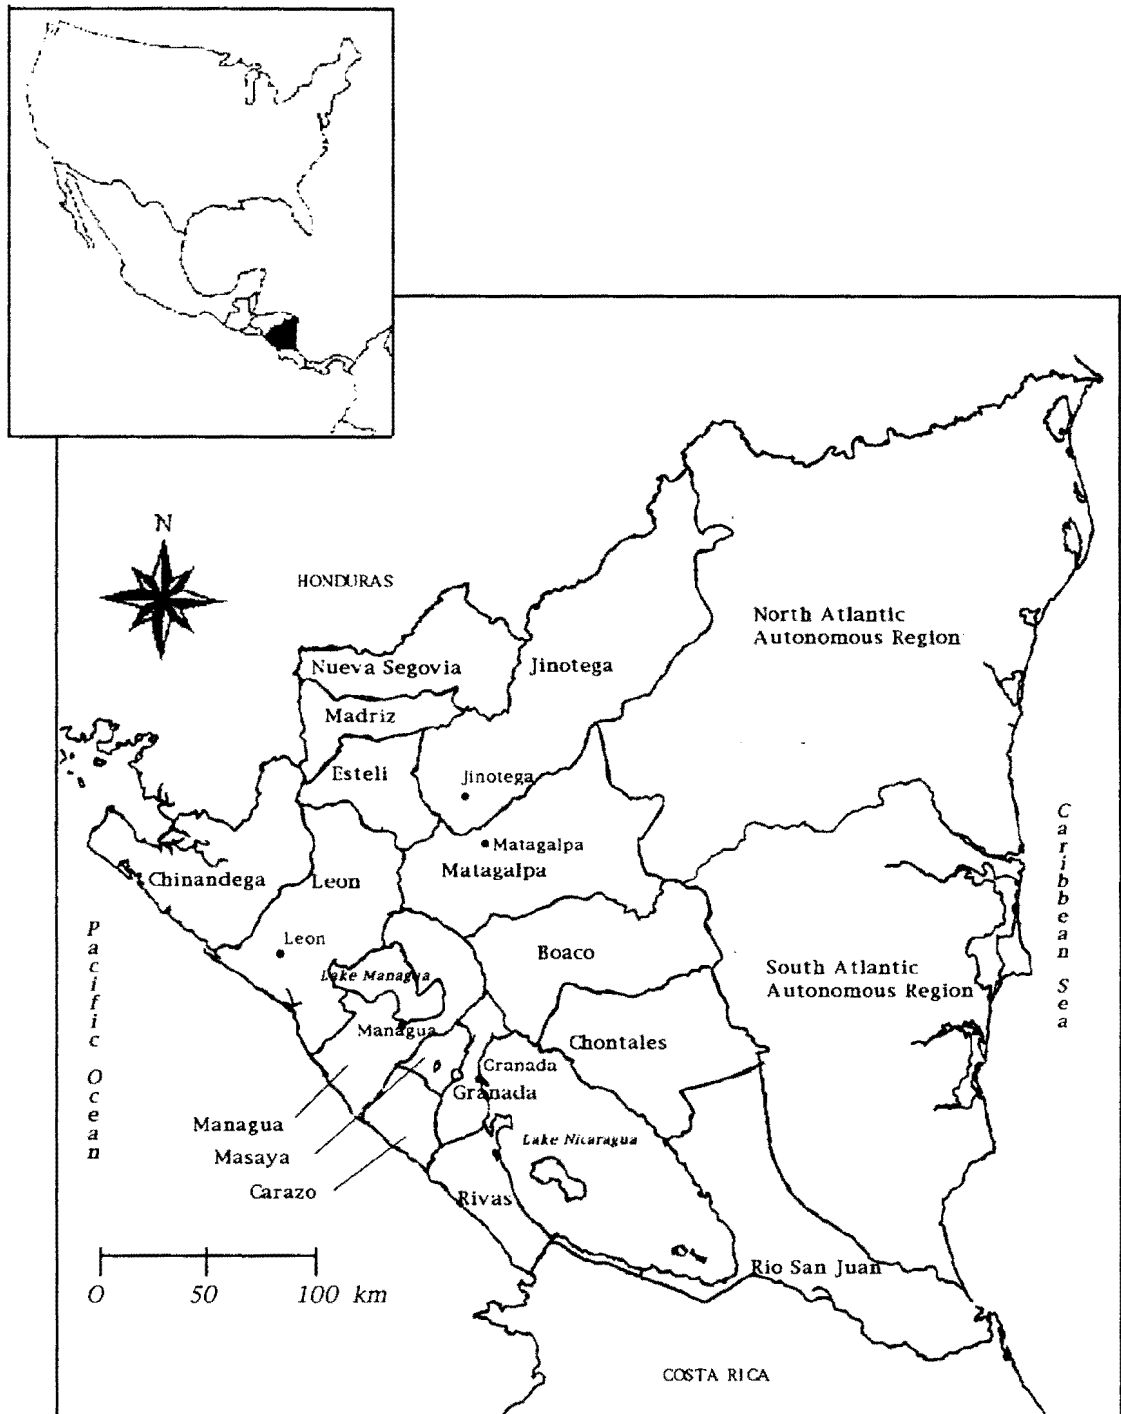 N
HONDURAS
North Atlantic
Autonomous Region
Nueva Segovia
Jinotega
Madriz
Esteli
Jinotega
Matagalpa
Matagalpa
Chinandega
Leon
Leon
Caribbean Sea
Pacific Ocean
Boaco
South Atlantic
Autonomous Region
Lake Managua
Managua
Chontales
Granada
Granada
Managua
Masaya
Carazo
Lake Nicaragua
Rivas
Rio San Juan
0 50 100 km
COSTA RICA